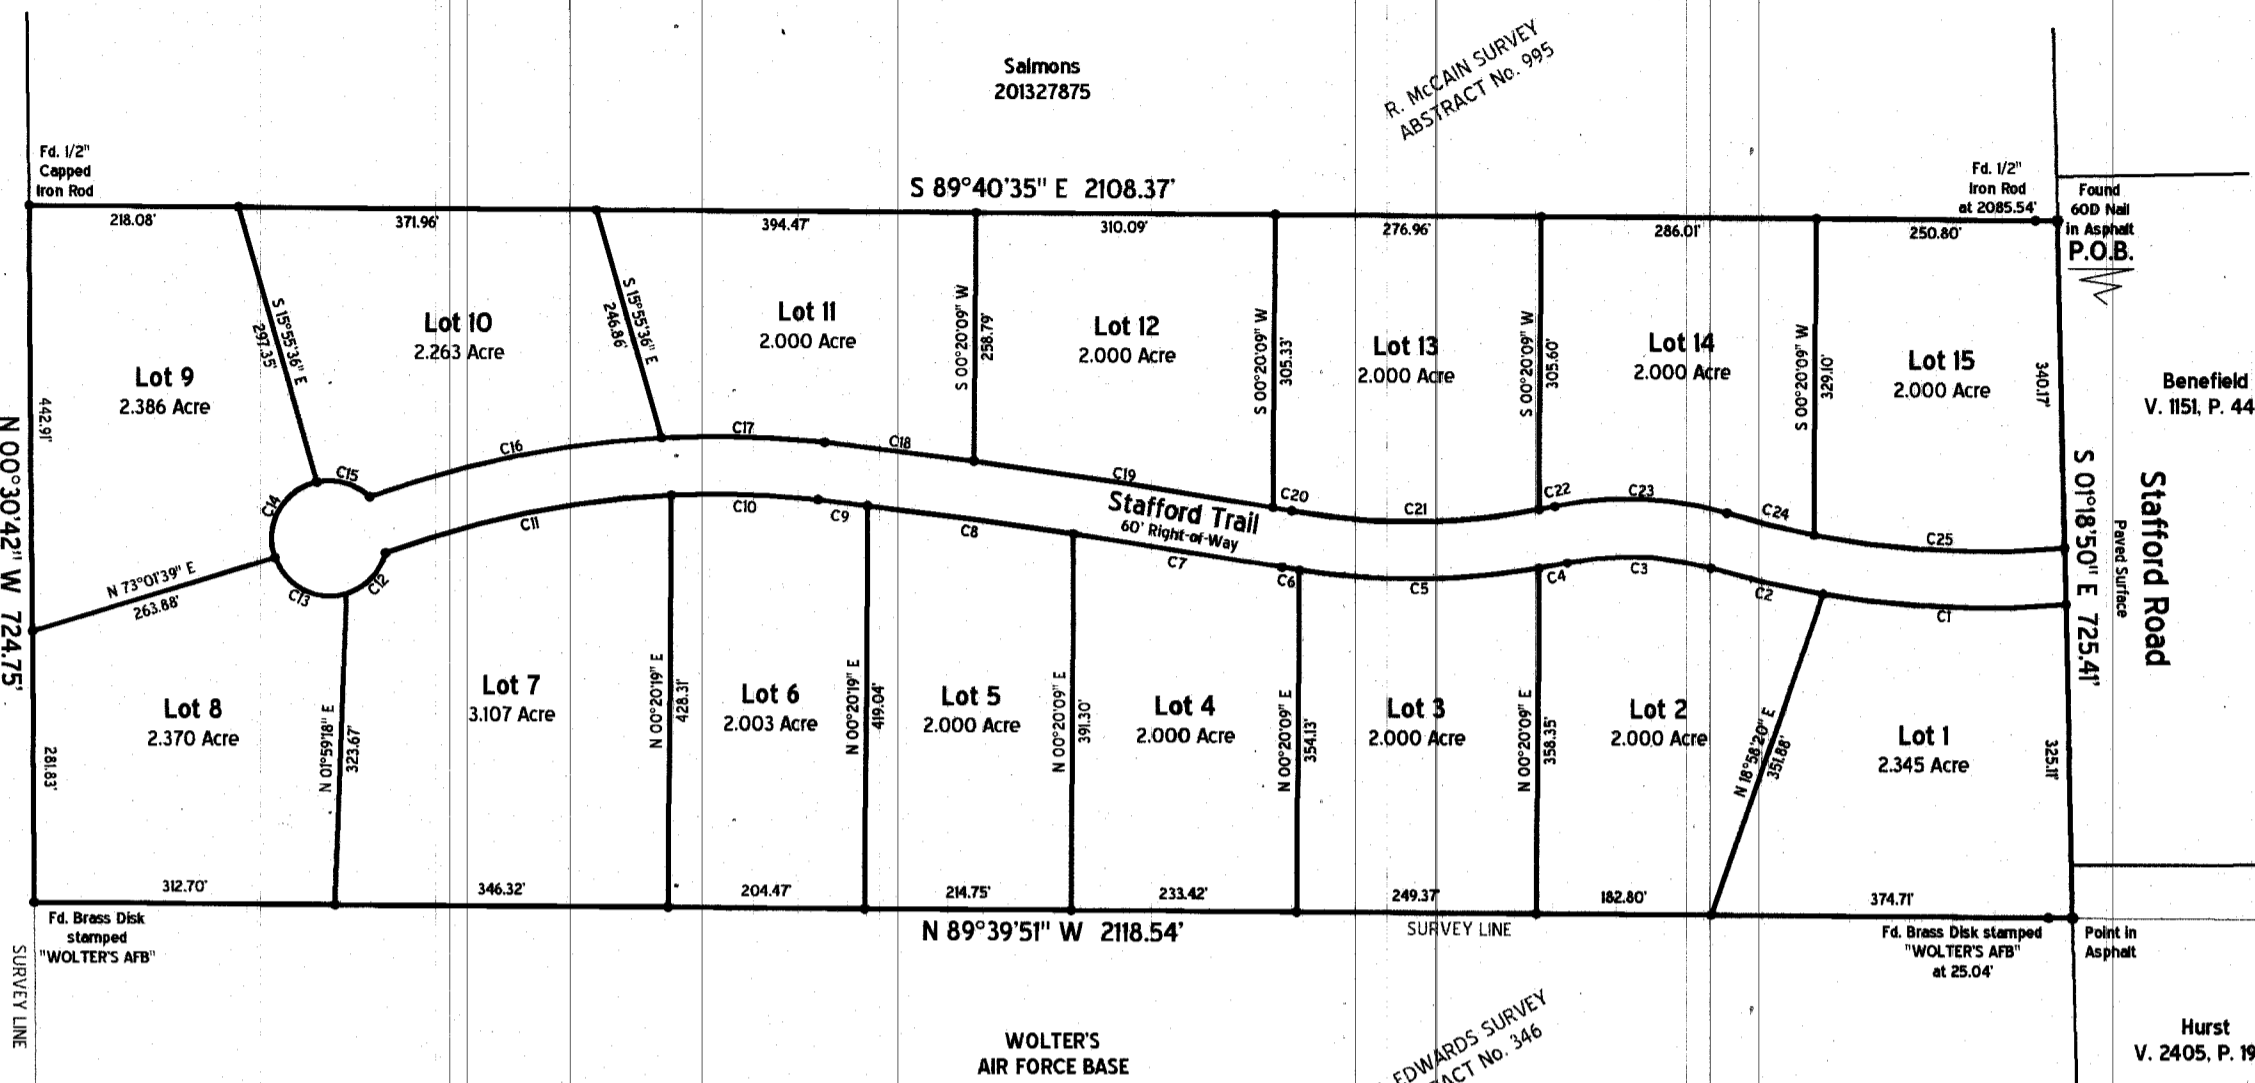 Salmons
201327875
R. McCAIN SURVEY
ABSTRACT No. 995
Fd. 1/2"
Capped
Iron Rod
S 89°40'35" E 2108.37'
Fd. 1/2"
Iron Rod
at 2085.54'
Found
60D Nail
in Asphalt
P.O.B.
218.08'
371.96'
394.47'
310.09'
276.96'
286.01'
250.80'
S 15°55'36" E
297.35'
S 15°55'36" E
246.86'
S 00°20'09" W
258.79'
S 00°20'09" W
305.33'
S 00°20'09" W
305.60'
S 00°20'09" W
329.10'
340.17'
Lot 9
2.386 Acre
Lot 10
2.263 Acre
Lot 11
2.000 Acre
Lot 12
2.000 Acre
Lot 13
2.000 Acre
Lot 14
2.000 Acre
Lot 15
2.000 Acre
Benefield
V. 1151, P. 44
442.91'
N 00°30'42" W 724.75'
C14
C15
C16
C17
C18
C19
C20
C21
C22
C23
C24
C25
Stafford Trail
60' Right-of-Way
S 01°18'50" E 725.41'
Paved Surface
Stafford Road
N 73°01'39" E
263.88'
C13
C12
C11
C10
C9
C8
C7
C6
C5
C4
C3
C2
C1
Lot 8
2.370 Acre
Lot 7
3.107 Acre
Lot 6
2.003 Acre
Lot 5
2.000 Acre
Lot 4
2.000 Acre
Lot 3
2.000 Acre
Lot 2
2.000 Acre
Lot 1
2.345 Acre
281.83'
N 01°59'18" E
323.67'
N 00°20'19" E
428.31'
N 00°20'19" E
419.04'
N 00°20'09" E
391.30'
N 00°20'09" E
354.13'
N 00°20'09" E
358.35'
N 18°58'20" E
351.88'
325.11'
312.70'
346.32'
204.47'
214.75'
233.42'
249.37'
182.80'
374.71'
Fd. Brass Disk
stamped
"WOLTER'S AFB"
SURVEY LINE
N 89°39'51" W 2118.54'
SURVEY LINE
Fd. Brass Disk stamped
"WOLTER'S AFB"
at 25.04'
Point in
Asphalt
WOLTER'S
AIR FORCE BASE
EDWARDS SURVEY
ACT No. 346
Hurst
V. 2405, P. 19